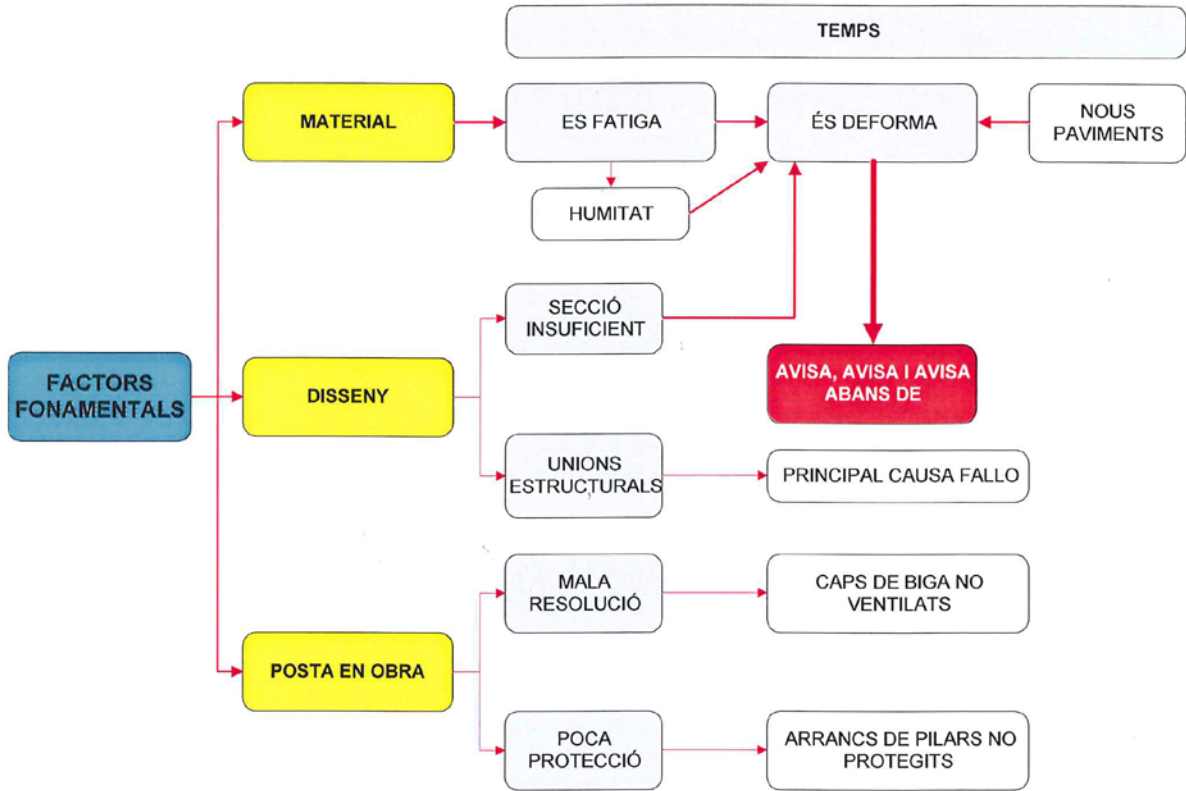 TEMPS
MATERIAL
ES FATIGA
ÉS DEFORMA
NOUS
PAVIMENTS
HUMITAT
SECCIÓ
INSUFICIENT
FACTORS
FONAMENTALS
DISSENY
AVISA, AVISA I AVISA
ABANS DE
UNIONS
ESTRUCTURALS
PRINCIPAL CAUSA FALLO
MALA
RESOLUCIÓ
CAPS DE BIGA NO
VENTILATS
POSTA EN OBRA
POCA
PROTECCIÓ
ARRANCS DE PILARS NO
PROTEGITS